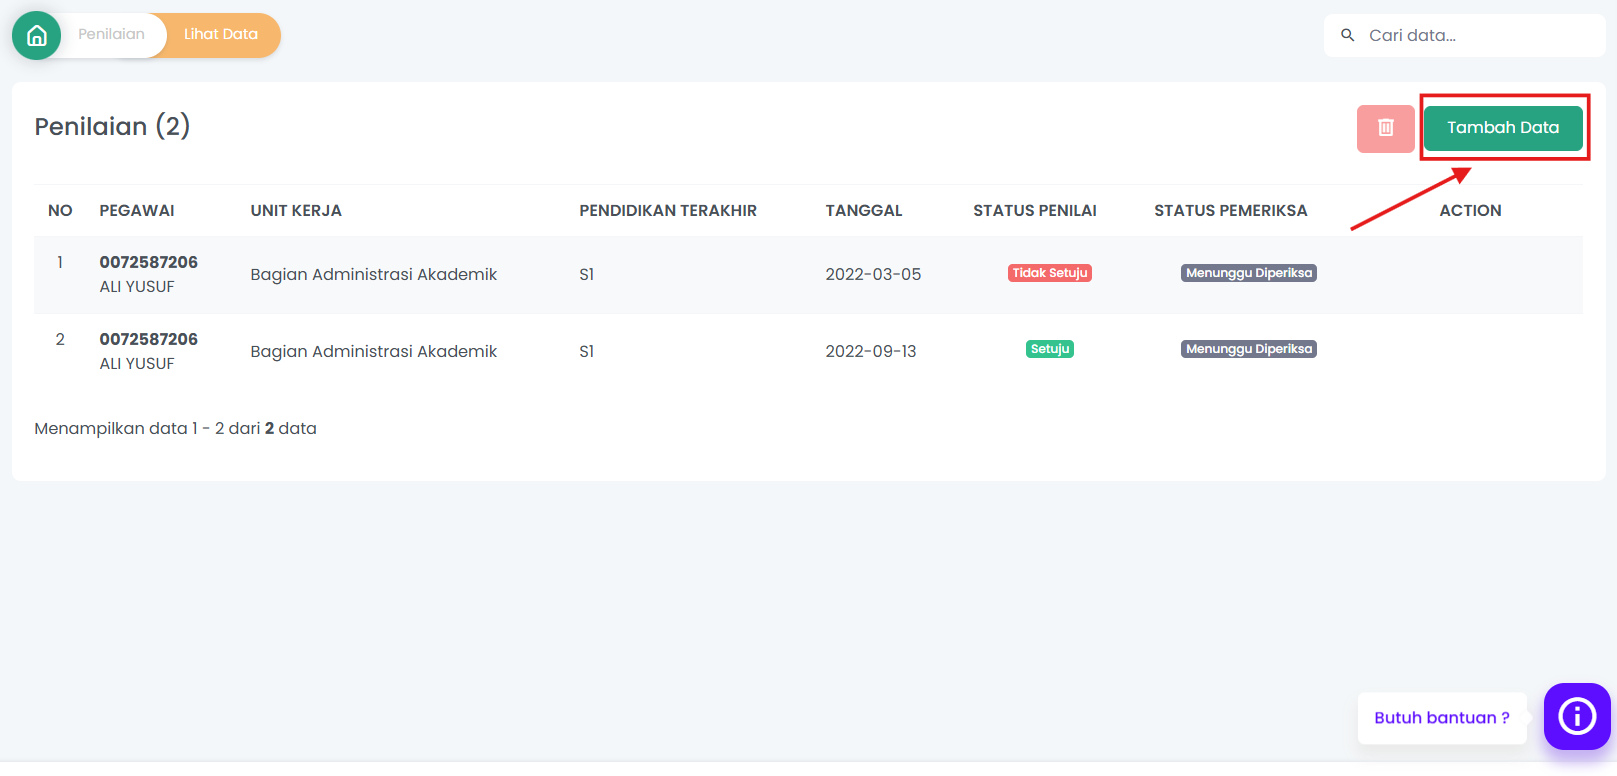 Penilaian
Lihat Data
Cari data...
Penilaian (2)
Tambah Data
NO PEGAWAI UNIT KERJA PENDIDIKAN TERAKHIR TANGGAL STATUS PENILAI STATUS PEMERIKSA ACTION
1 0072587206 Bagian Administrasi Akademik S1 2022-03-05 Tidak Setuju Menunggu Diperiksa
ALI YUSUF
2 0072587206 Bagian Administrasi Akademik S1 2022-09-13 Setuju Menunggu Diperiksa
ALI YUSUF
Menampilkan data 1 - 2 dari 2 data
Butuh bantuan ?